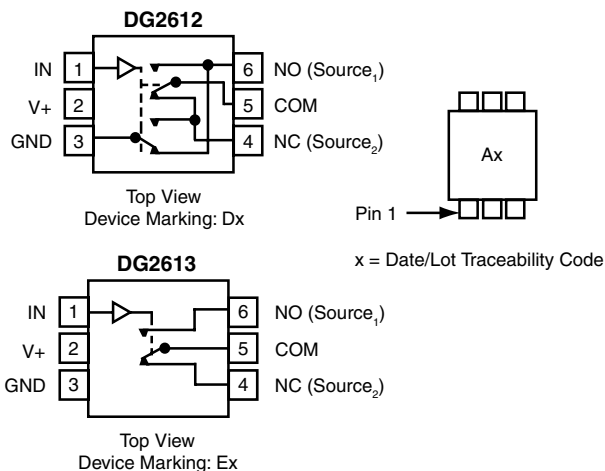 DG2612
IN 1
V+ 2
GND 3
6 NO (Source₁)
5 COM
4 NC (Source₂)
Top View
Device Marking: Dx
Ax
Pin 1
x = Date/Lot Traceability Code
DG2613
IN 1
V+ 2
GND 3
6 NO (Source₁)
5 COM
4 NC (Source₂)
Top View
Device Marking: Ex